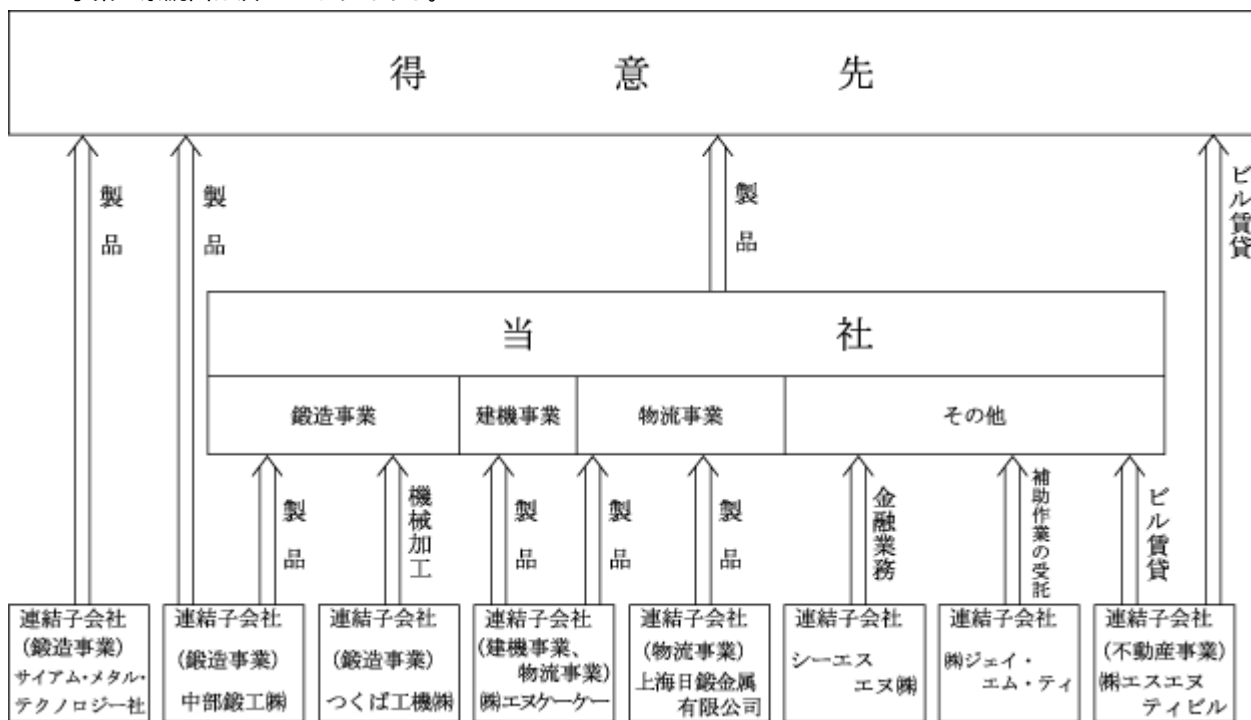 得意先
製品
製品
製品
ビル賃貸
当社
鍛造事業
建機事業
物流事業
その他
製品
機械加工
製品
製品
製品
金融業務
補助作業の受託
ビル賃貸
連結子会社
(鍛造事業)
サイアム・メタル・
テクノロジー社
連結子会社
(鍛造事業)
中部鍛工㈱
連結子会社
(鍛造事業)
つくば工機㈱
連結子会社
(建機事業、
物流事業)
㈱エヌケーケー
連結子会社
(物流事業)
上海日鍛金属
有限公司
連結子会社
シーエス
エヌ㈱
連結子会社
㈱ジェイ・
エム・ティ
連結子会社
(不動産事業)
㈱エスエヌ
ティビル